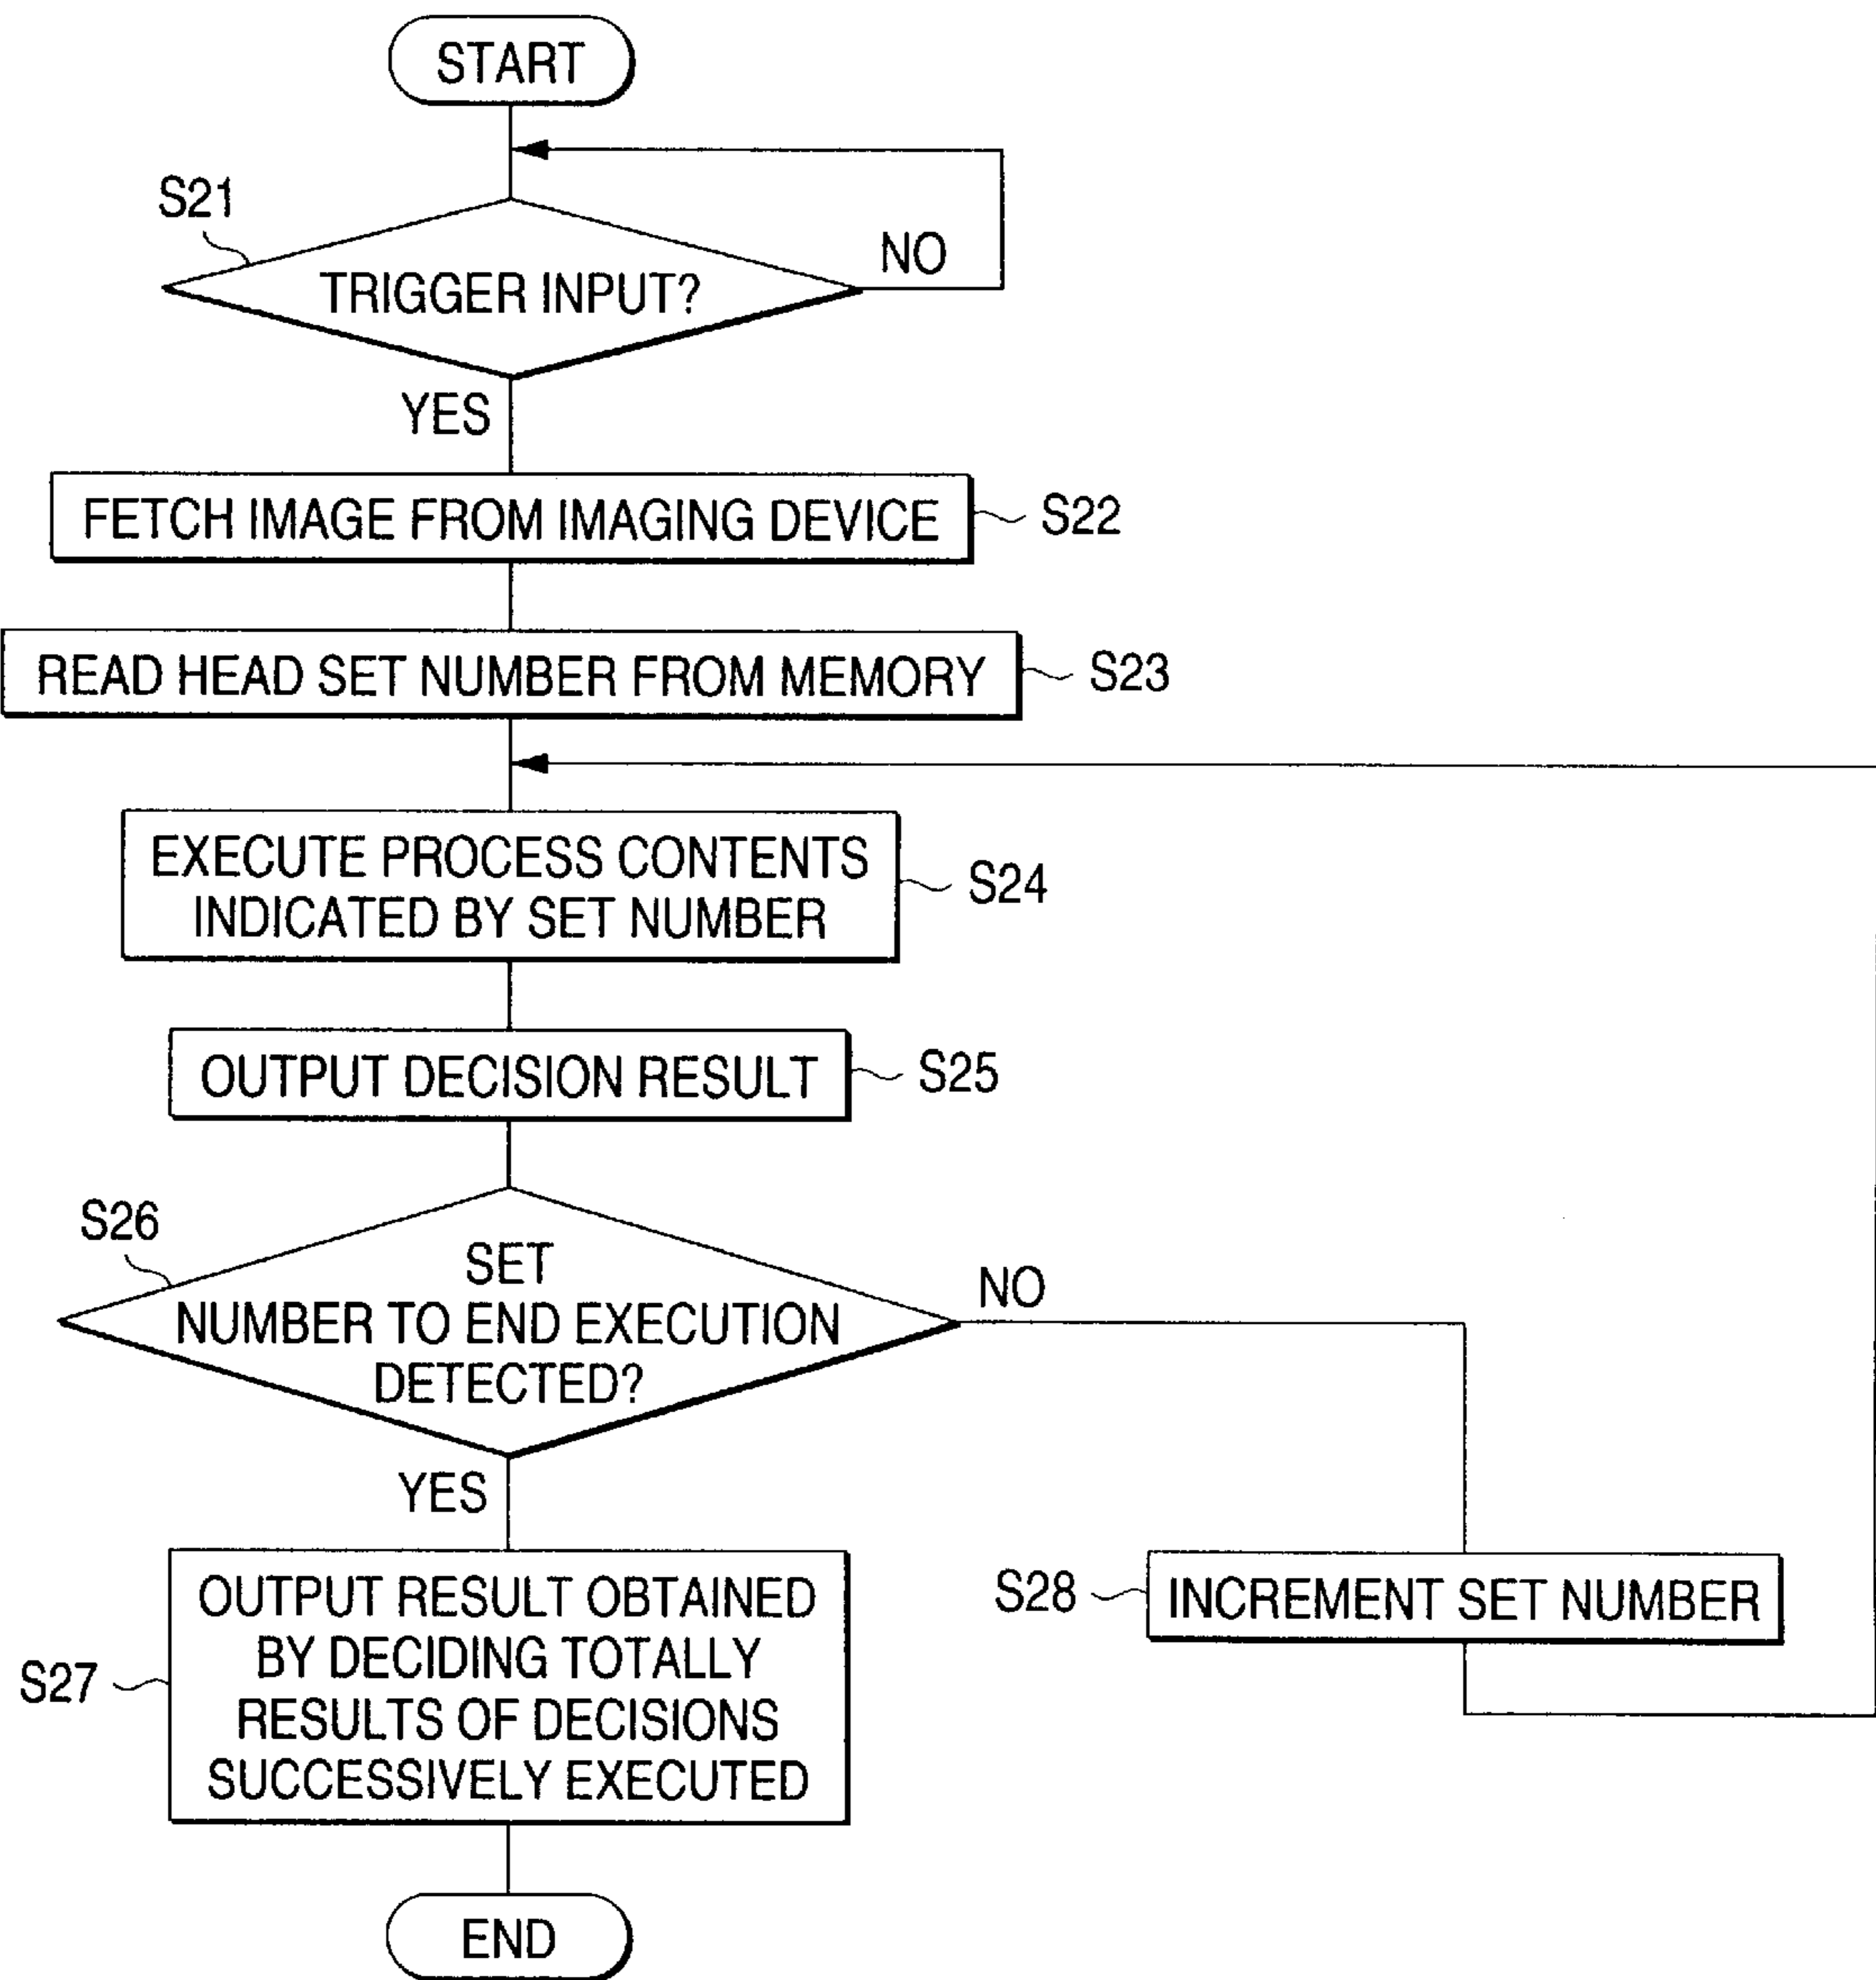 START
S21
NO
TRIGGER INPUT?
YES
FETCH IMAGE FROM IMAGING DEVICE
S22
READ HEAD SET NUMBER FROM MEMORY
S23
EXECUTE PROCESS CONTENTS
INDICATED BY SET NUMBER
S24
OUTPUT DECISION RESULT
S25
S26
SET
NUMBER TO END EXECUTION
DETECTED?
NO
YES
OUTPUT RESULT OBTAINED
BY DECIDING TOTALLY
RESULTS OF DECISIONS
SUCCESSIVELY EXECUTED
S27
S28
INCREMENT SET NUMBER
END